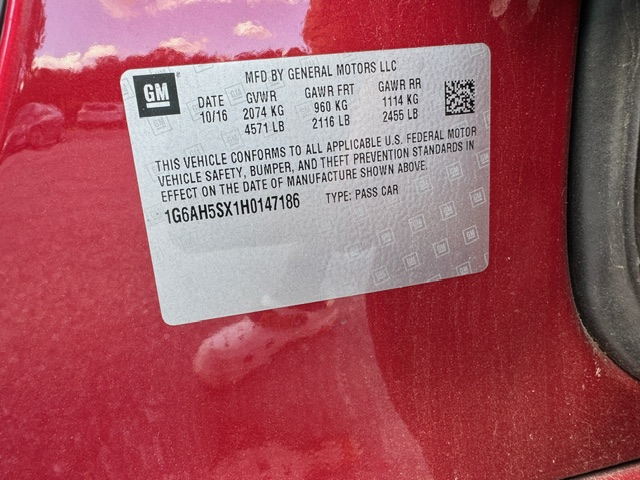 GM
MFD BY GENERAL MOTORS LLC
DATE GVWR GAWR FRT GAWR RR
10/16 2074 KG 960 KG 1114 KG
4571 LB 2116 LB 2455 LB
THIS VEHICLE CONFORMS TO ALL APPLICABLE U.S. FEDERAL MOTOR
VEHICLE SAFETY, BUMPER, AND THEFT PREVENTION STANDARDS IN
EFFECT ON THE DATE OF MANUFACTURE SHOWN ABOVE.
1G6AH5SX1H0147186 TYPE: PASS CAR